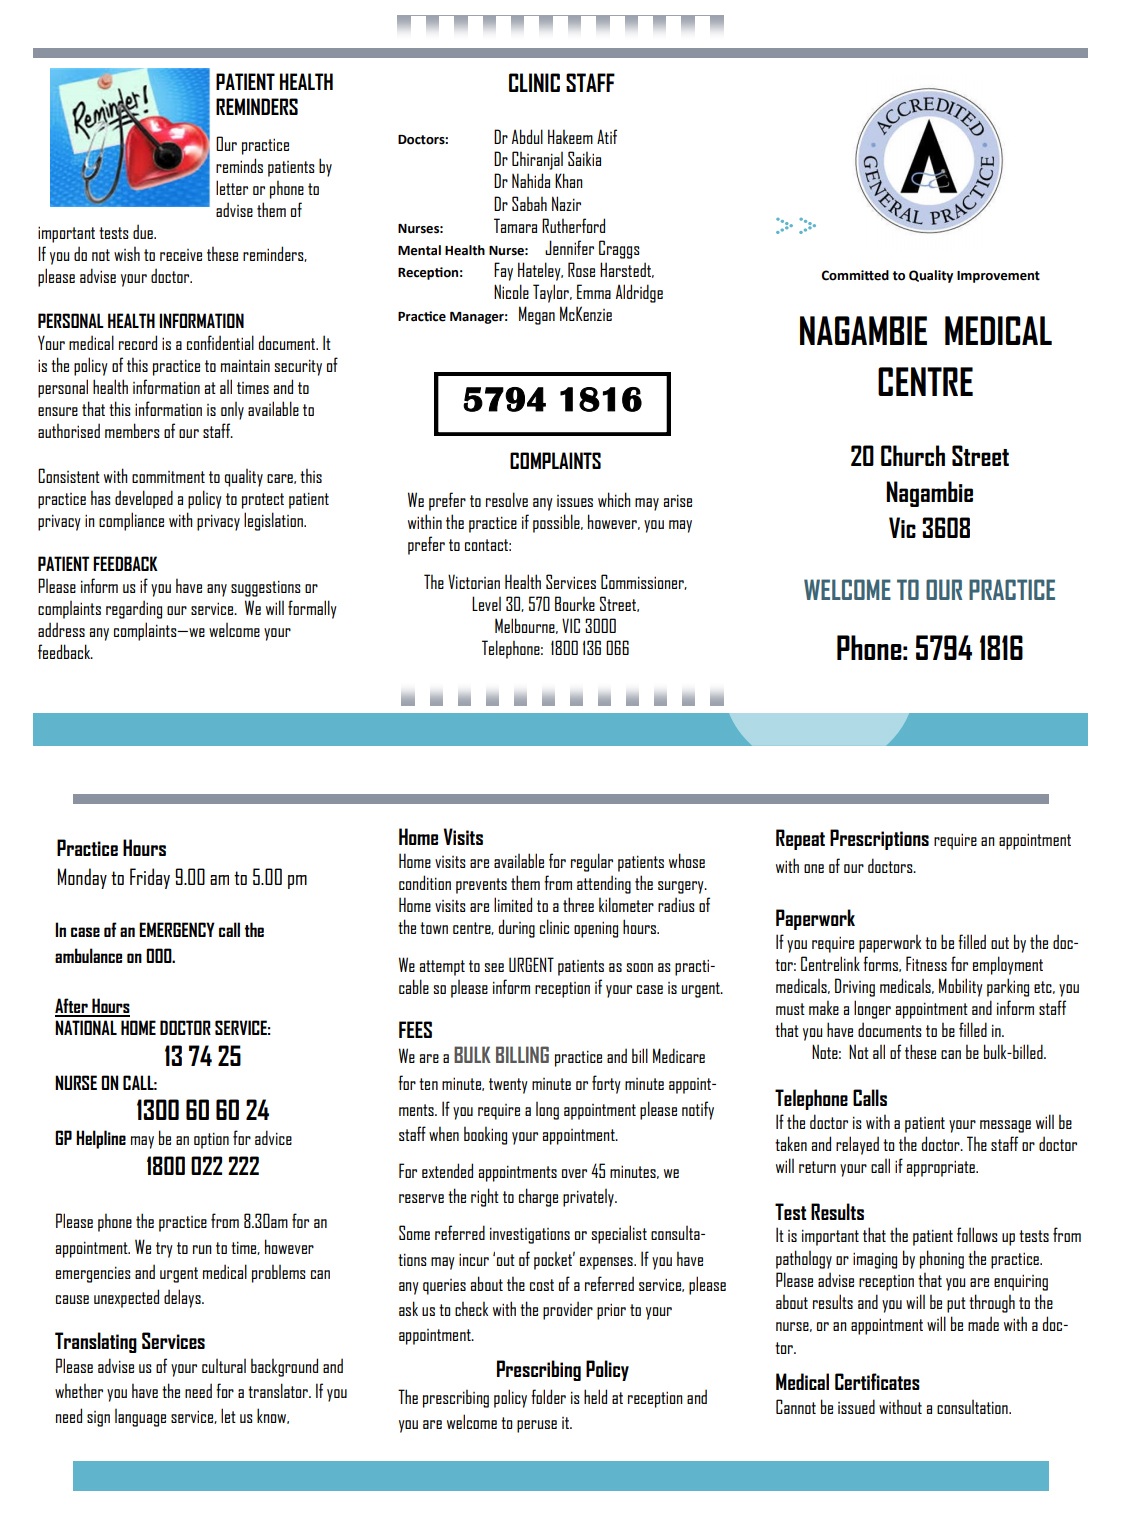 Reminder!
PATIENT HEALTH
REMINDERS
Our practice
reminds patients by
letter or phone to
advise them of
important tests due.
If you do not wish to receive these reminders,
please advise your doctor.
PERSONAL HEALTH INFORMATION
Your medical record is a confidential document. It
is the policy of this practice to maintain security of
personal health information at all times and to
ensure that this information is only available to
authorised members of our staff.
Consistent with commitment to quality care, this
practice has developed a policy to protect patient
privacy in compliance with privacy legislation.
PATIENT FEEDBACK
Please inform us if you have any suggestions or
complaints regarding our service. We will formally
address any complaints—we welcome your
feedback.
CLINIC STAFF
Doctors: Dr Abdul Hakeem Atif
Dr Chiranjal Saikia
Dr Nahida Khan
Dr Sabah Nazir
Nurses: Tamara Rutherford
Mental Health Nurse: Jennifer Craggs
Reception: Fay Hateley, Rose Harstedt,
Nicole Taylor, Emma Aldridge
Practice Manager: Megan McKenzie
5794 1816
COMPLAINTS
We prefer to resolve any issues which may arise
within the practice if possible, however, you may
prefer to contact:
The Victorian Health Services Commissioner,
Level 30, 570 Bourke Street,
Melbourne, VIC 3000
Telephone: 1800 136 066
ACCREDITED
A
GENERAL PRACTICE
Committed to Quality Improvement
NAGAMBIE MEDICAL
CENTRE
20 Church Street
Nagambie
Vic 3608
WELCOME TO OUR PRACTICE
Phone: 5794 1816
Practice Hours
Monday to Friday 9.00 am to 5.00 pm
In case of an EMERGENCY call the
ambulance on 000.
After Hours
NATIONAL HOME DOCTOR SERVICE:
13 74 25
NURSE ON CALL:
1300 60 60 24
GP Helpline may be an option for advice
1800 022 222
Please phone the practice from 8.30am for an
appointment. We try to run to time, however
emergencies and urgent medical problems can
cause unexpected delays.
Translating Services
Please advise us of your cultural background and
whether you have the need for a translator. If you
need sign language service, let us know,
Home Visits
Home visits are available for regular patients whose
condition prevents them from attending the surgery.
Home visits are limited to a three kilometer radius of
the town centre, during clinic opening hours.
We attempt to see URGENT patients as soon as practi-
cable so please inform reception if your case is urgent.
FEES
We are a BULK BILLING practice and bill Medicare
for ten minute, twenty minute or forty minute appoint-
ments. If you require a long appointment please notify
staff when booking your appointment.
For extended appointments over 45 minutes, we
reserve the right to charge privately.
Some referred investigations or specialist consulta-
tions may incur ‘out of pocket’ expenses. If you have
any queries about the cost of a referred service, please
ask us to check with the provider prior to your
appointment.
Prescribing Policy
The prescribing policy folder is held at reception and
you are welcome to peruse it.
Repeat Prescriptions require an appointment
with one of our doctors.
Paperwork
If you require paperwork to be filled out by the doc-
tor: Centrelink forms, Fitness for employment
medicals, Driving medicals, Mobility parking etc, you
must make a longer appointment and inform staff
that you have documents to be filled in.
Note: Not all of these can be bulk-billed.
Telephone Calls
If the doctor is with a patient your message will be
taken and relayed to the doctor. The staff or doctor
will return your call if appropriate.
Test Results
It is important that the patient follows up tests from
pathology or imaging by phoning the practice.
Please advise reception that you are enquiring
about results and you will be put through to the
nurse, or an appointment will be made with a doc-
tor.
Medical Certificates
Cannot be issued without a consultation.